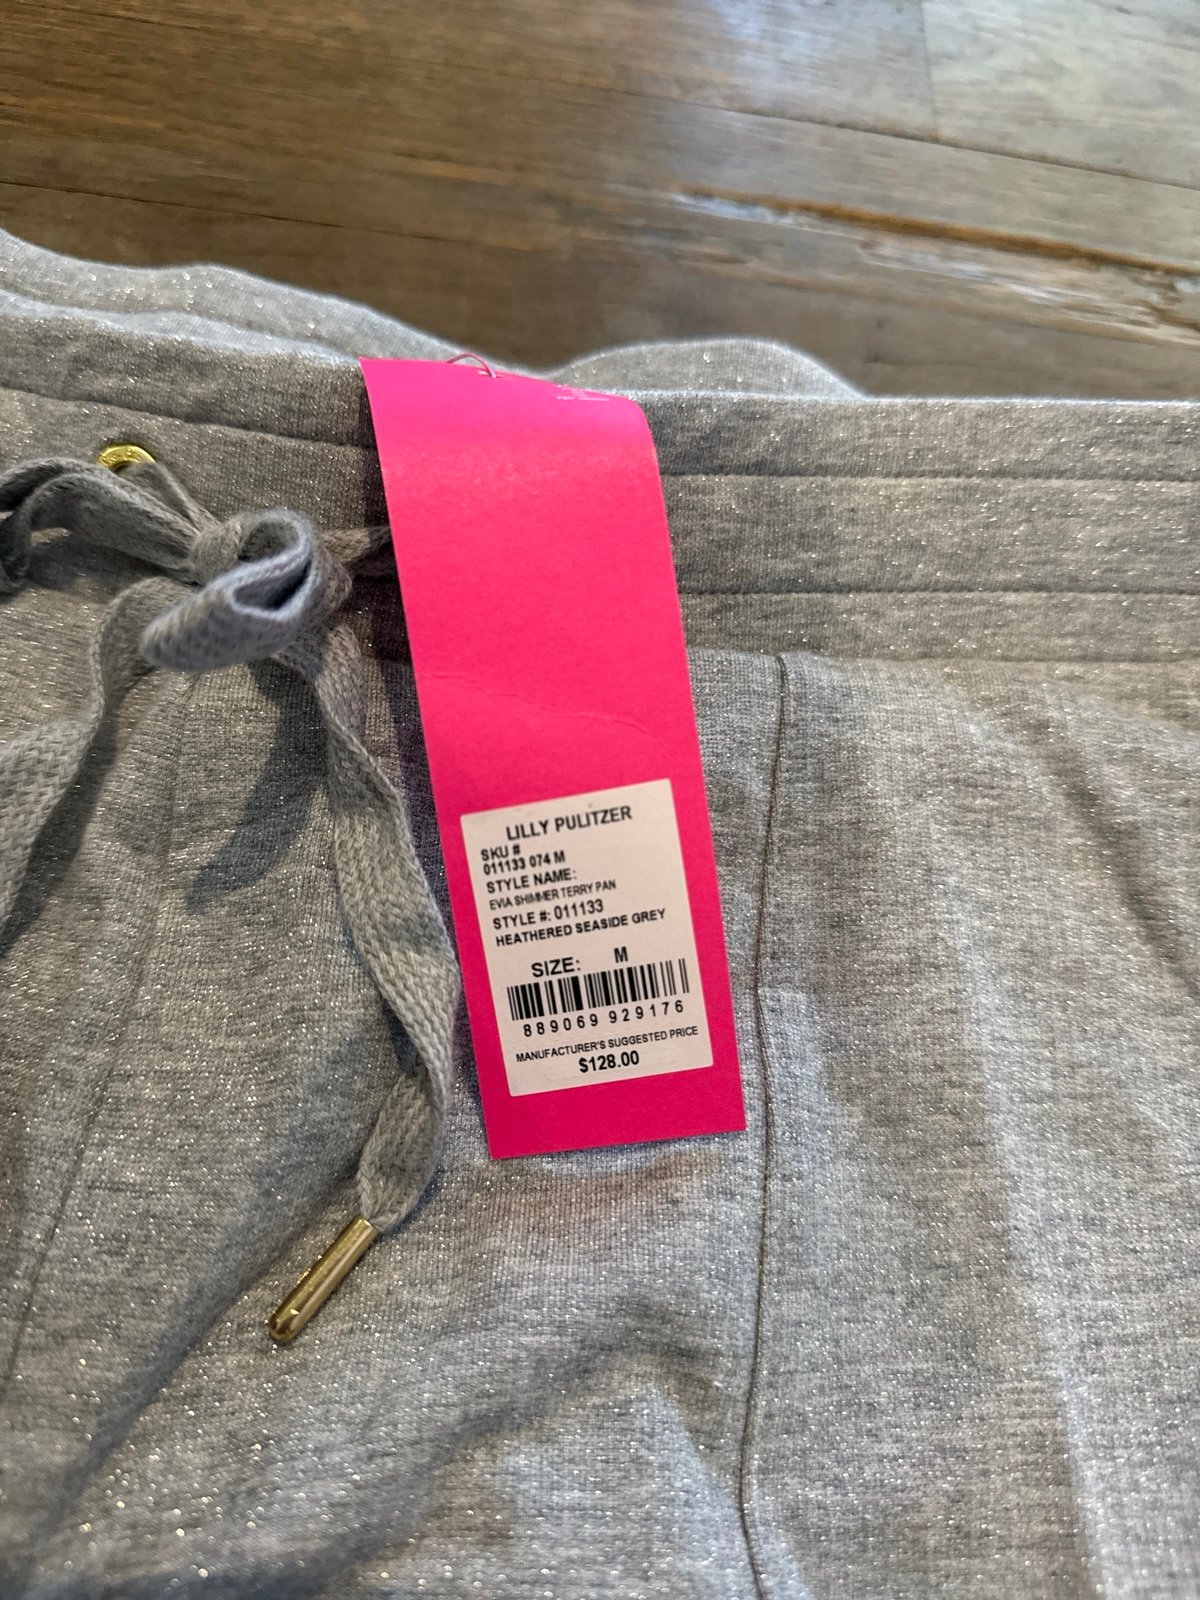 LILLY PULITZER
SKU #
011133 074 M
STYLE NAME:
EVIA SHIMMER TERRY PAN
STYLE #: 011133
HEATHERED SEASIDE GREY
SIZE: M
889069 929176
MANUFACTURER'S SUGGESTED PRICE
$128.00